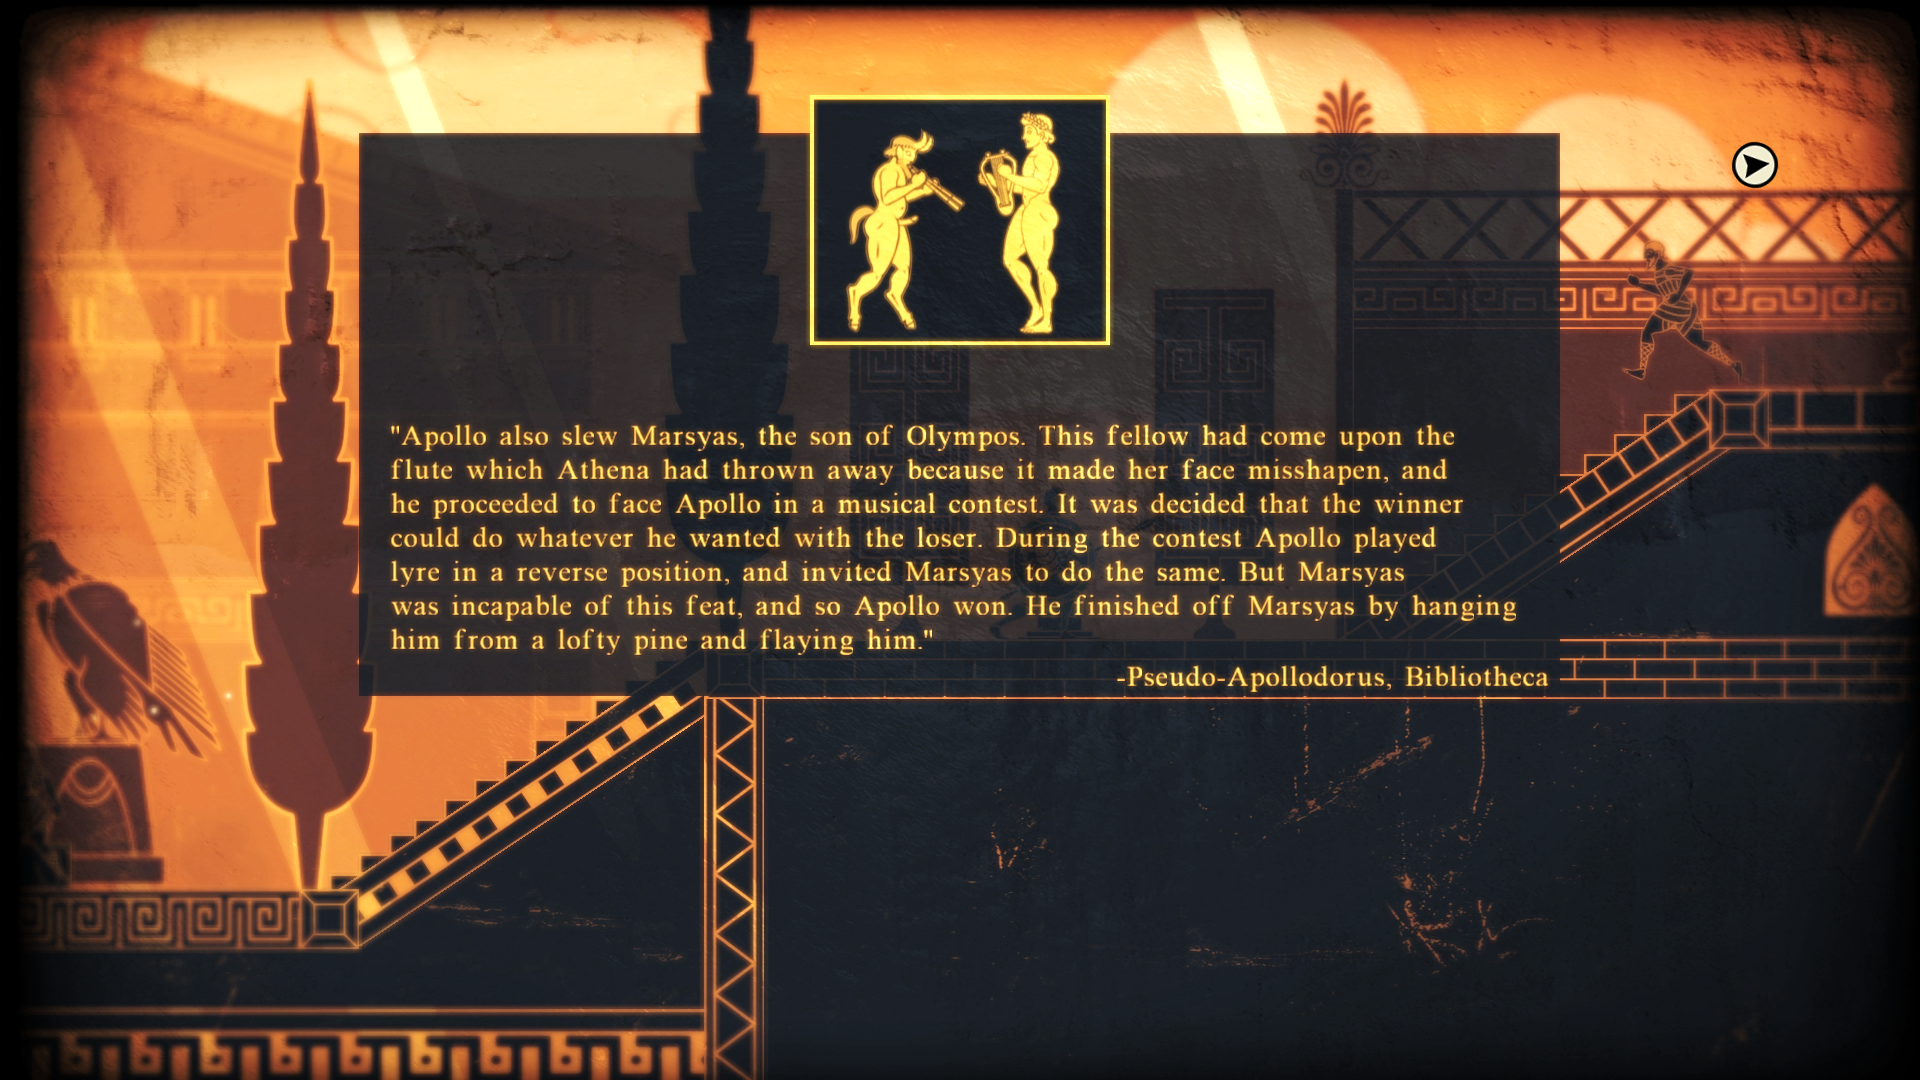 "Apollo also slew Marsyas, the son of Olympos. This fellow had come upon the
flute which Athena had thrown away because it made her face misshapen, and
he proceeded to face Apollo in a musical contest. It was decided that the winner
could do whatever he wanted with the loser. During the contest Apollo played
lyre in a reverse position, and invited Marsyas to do the same. But Marsyas
was incapable of this feat, and so Apollo won. He finished off Marsyas by hanging
him from a lofty pine and flaying him."
-Pseudo-Apollodorus, Bibliotheca